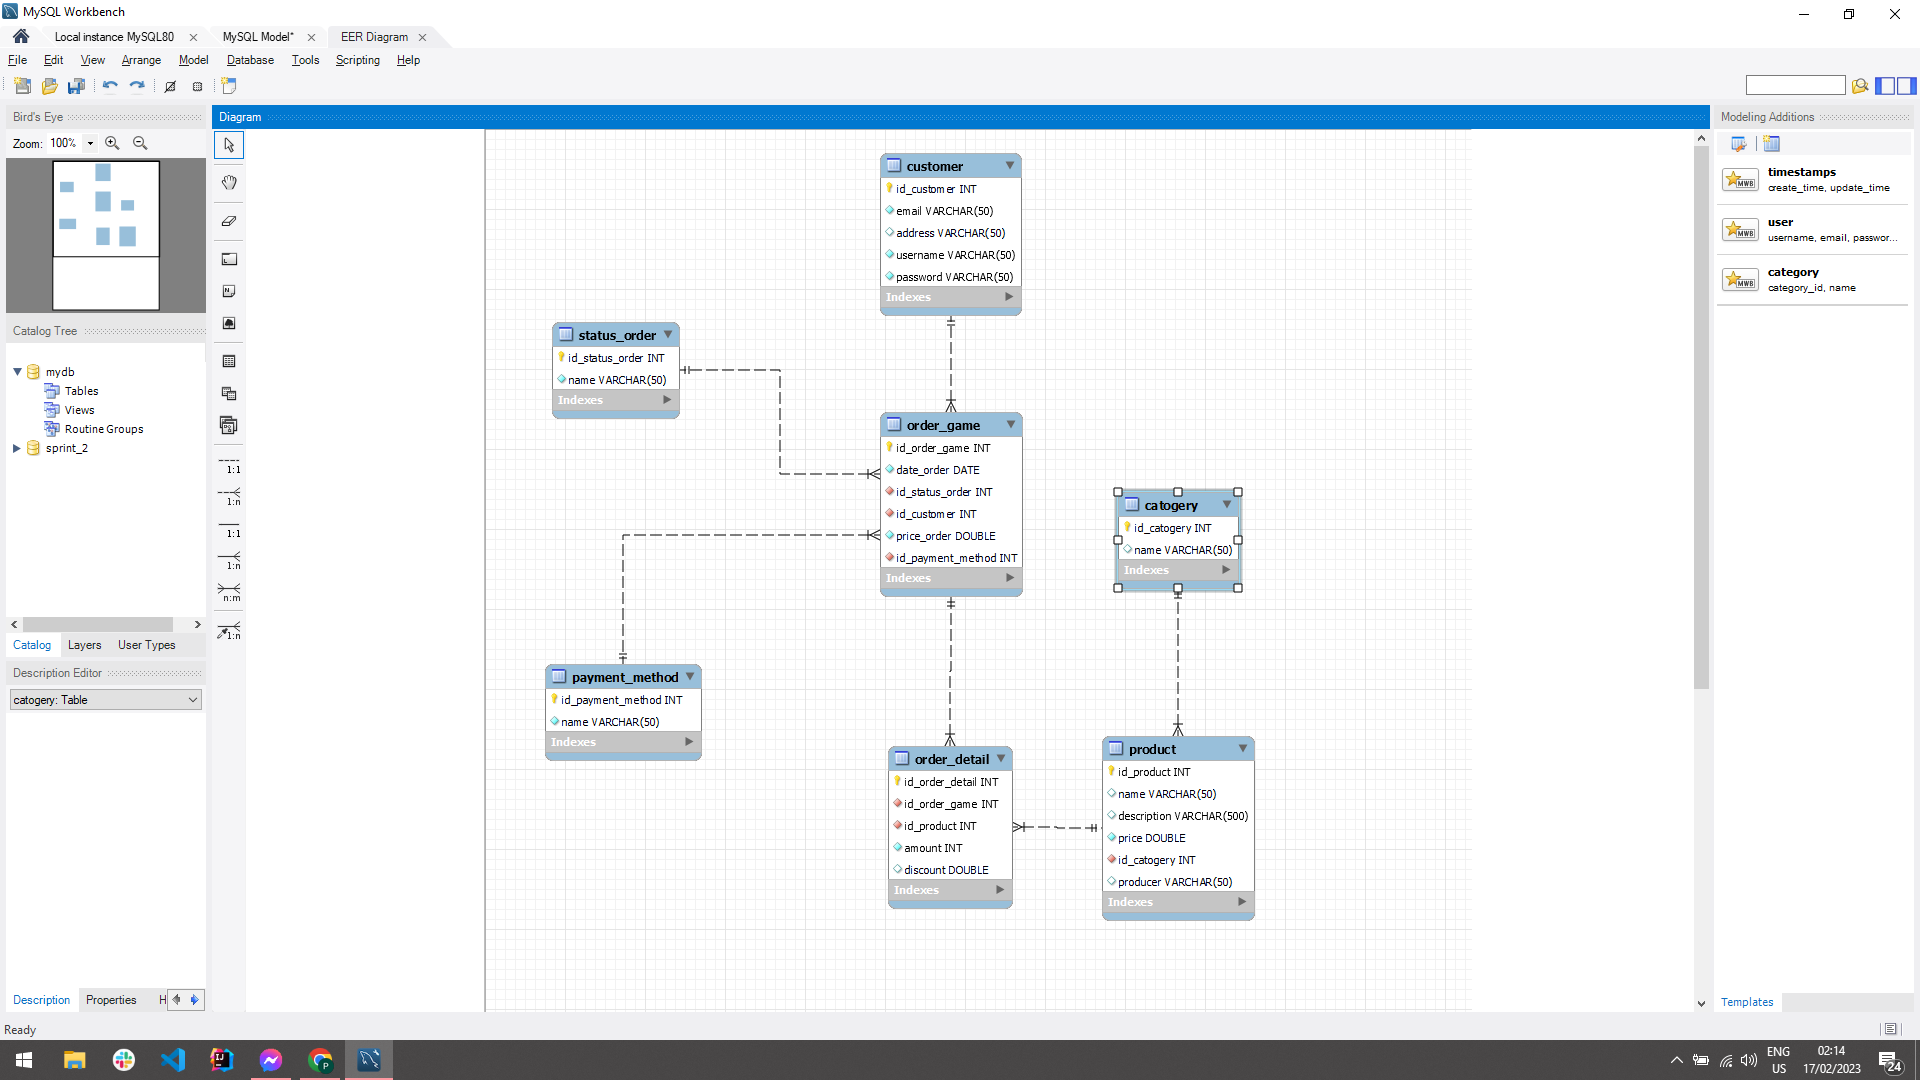 MySQL Workbench
Local instance MySQL80
MySQL Model*
EER Diagram
File Edit View Arrange Model Database Tools Scripting Help
Bird's Eye
Zoom: 100%
Catalog Tree
mydb
Tables
Views
Routine Groups
sprint_2
Catalog Layers User Types
Description Editor
catogery: Table
Description Properties H
Diagram
1:1
1:n
1:1
1:n
n:m
1:n
customer
id_customer INT
email VARCHAR(50)
address VARCHAR(50)
username VARCHAR(50)
password VARCHAR(50)
Indexes
status_order
id_status_order INT
name VARCHAR(50)
Indexes
order_game
id_order_game INT
date_order DATE
id_status_order INT
id_customer INT
price_order DOUBLE
id_payment_method INT
Indexes
catogery
id_catogery INT
name VARCHAR(50)
Indexes
payment_method
id_payment_method INT
name VARCHAR(50)
Indexes
order_detail
id_order_detail INT
id_order_game INT
id_product INT
amount INT
discount DOUBLE
Indexes
product
id_product INT
name VARCHAR(50)
description VARCHAR(500)
price DOUBLE
id_catogery INT
producer VARCHAR(50)
Indexes
Modeling Additions
MWB
timestamps
create_time, update_time
MWB
user
username, email, passwor...
MWB
category
category_id, name
Templates
Ready
ENG
US
02:14
17/02/2023
24